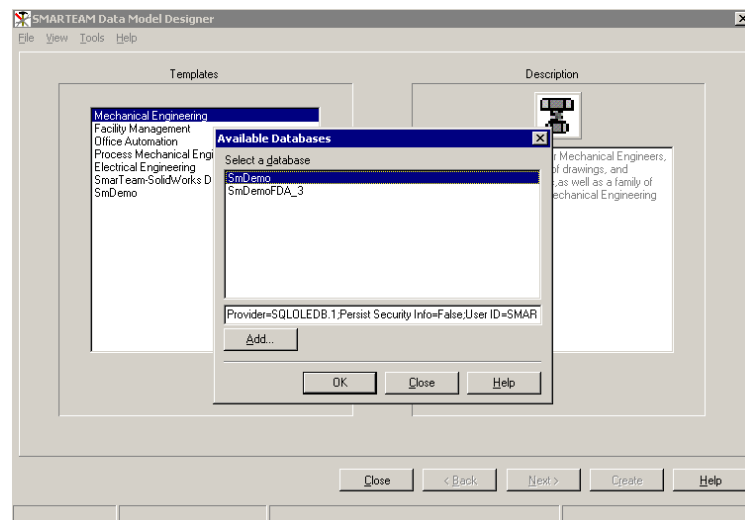 SMARTEAM Data Model Designer
File View Tools Help
Templates
Description
Mechanical Engineering
Facility Management
Office Automation
Process Mechanical Engi
Electrical Engineering
SmarTeam-SolidWorks D
SmDemo
r Mechanical Engineers,
of drawings, and
,as well as a family of
echanical Engineering
Available Databases
Select a database
SmDemo
SmDemoFDA_3
Provider=SQLOLEDB.1;Persist Security Info=False;User ID=SMAR
Add...
OK Close Help
Close < Back Next > Create Help